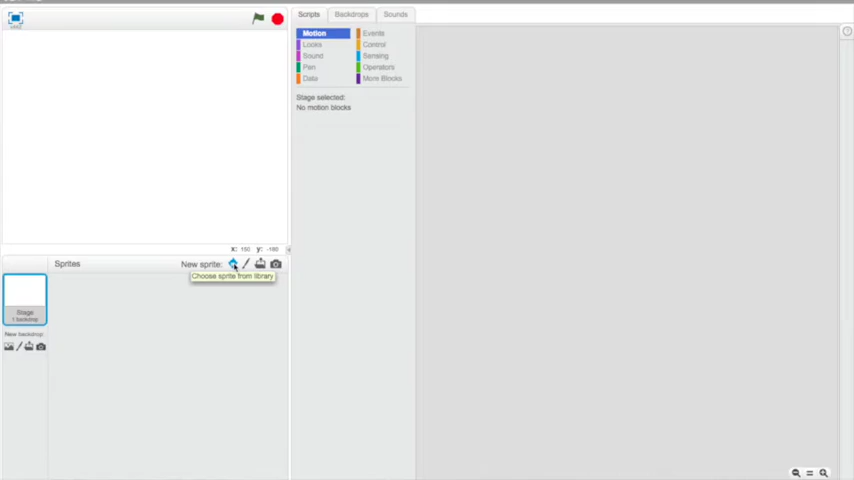 Scripts Backdrops Sounds
Motion Events
Looks Control
Sound Sensing
Pen Operators
Data More Blocks
Stage selected:
No motion blocks
x: 150 y: -180
Sprites New sprite:
Choose sprite from library
Stage
1 backdrop
New backdrop: